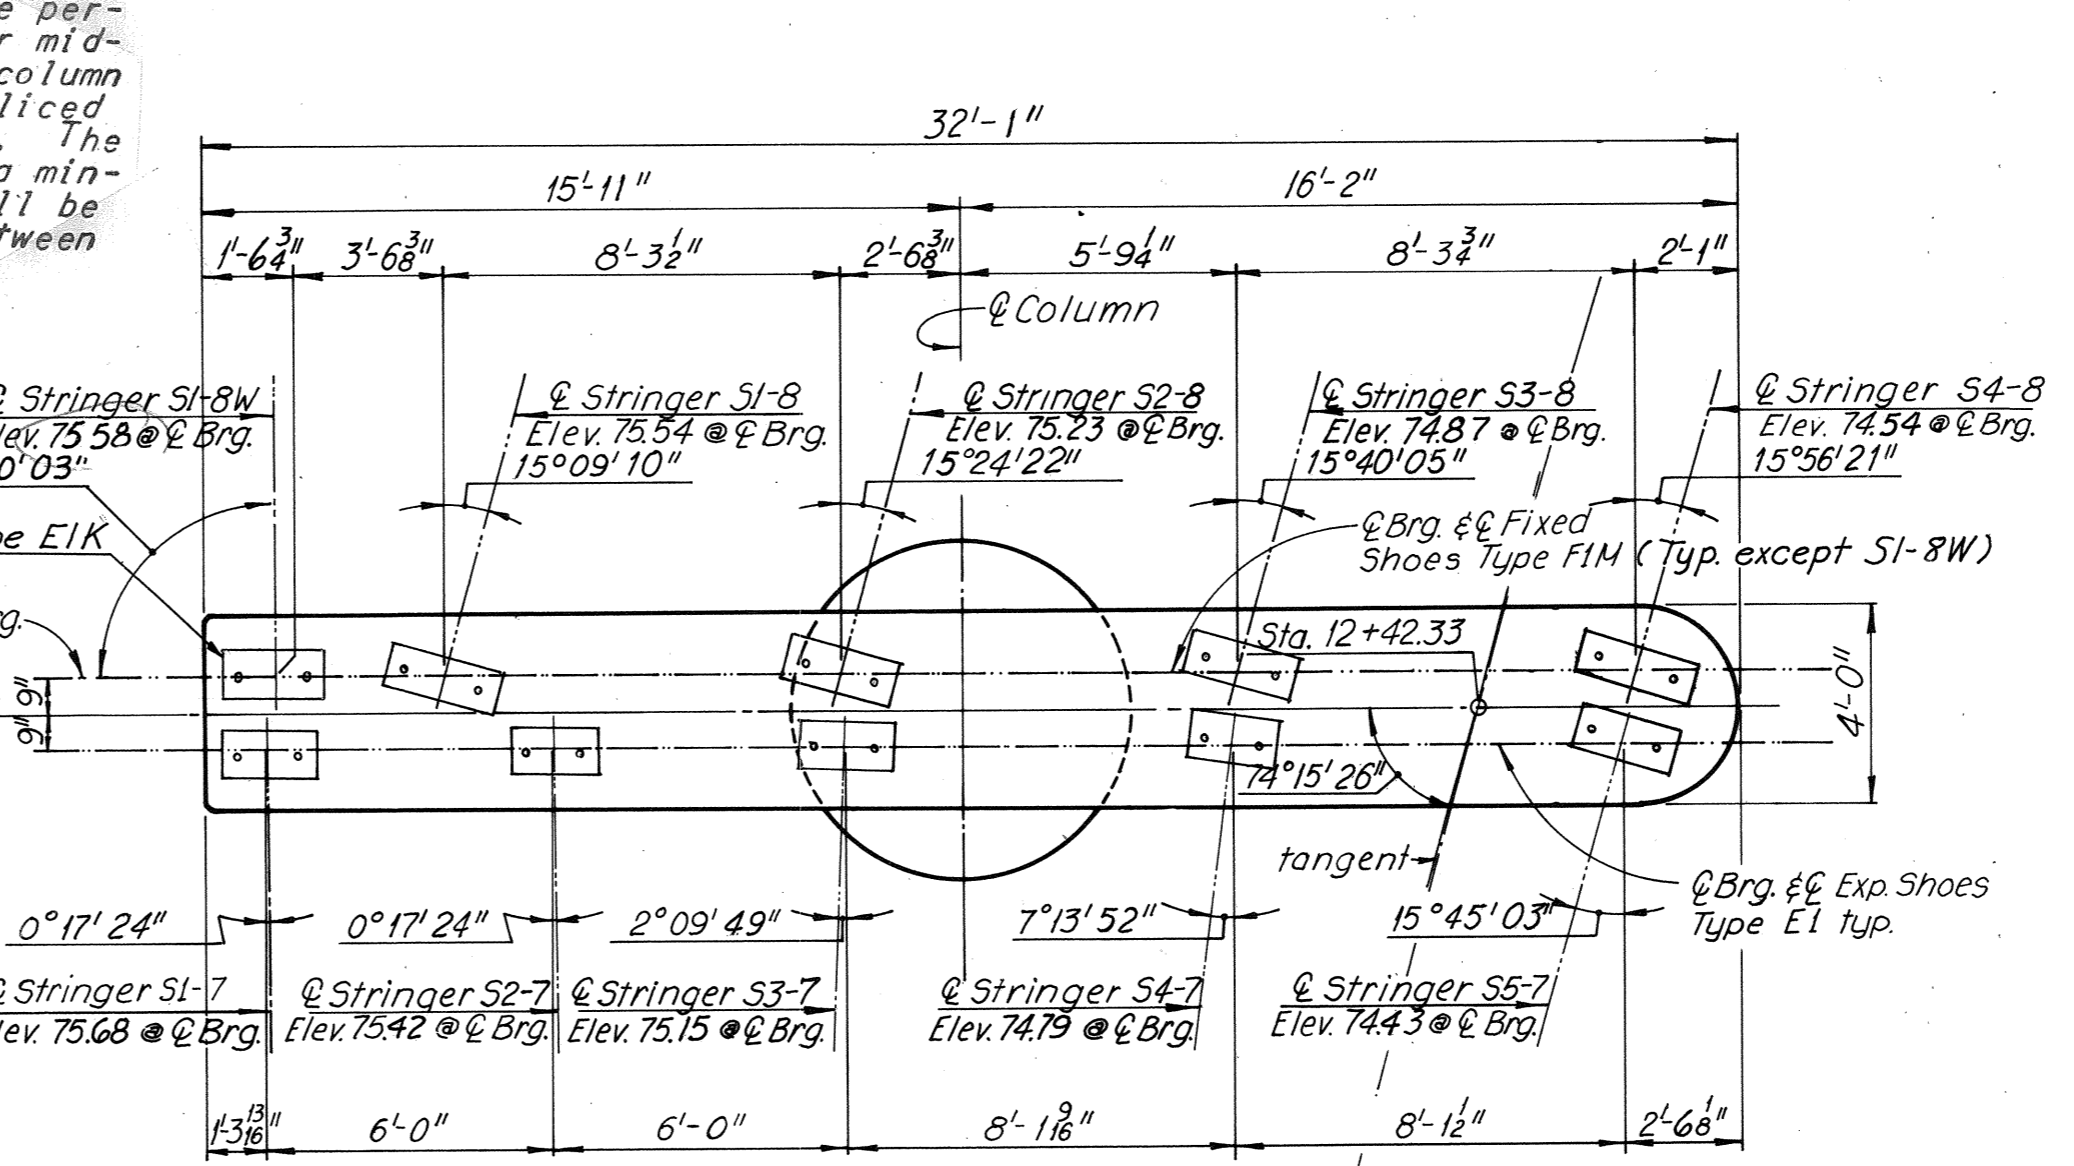 per-
mid-
column
liced
The
min-
ll be
tween
32'-1"
15'-11"
16'-2"
1'-6 3/4"
3'-6 3/8"
8'-3 1/2"
2'-6 3/8"
5'-9 1/4"
8'-3 3/4"
2'-1"
℄ Column
℄ Stringer S1-8W
lev. 75.58 @ ℄ Brg.
0'03"
℄ Stringer S1-8
Elev. 75.54 @ ℄ Brg.
15°09'10"
℄ Stringer S2-8
Elev. 75.23 @ ℄ Brg.
15°24'22"
℄ Stringer S3-8
Elev. 74.87 @ ℄ Brg.
15°40'05"
℄ Stringer S4-8
Elev. 74.54 @ ℄ Brg.
15°56'21"
pe E1K
℄ Brg. & ℄ Fixed
Shoes Type F1M (Typ. except S1-8W)
g.
Sta. 12+42.33
9"
9"
4'-0"
74°15'26"
tangent
℄ Brg. & ℄ Exp. Shoes
Type E1 typ.
0°17'24"
0°17'24"
2°09'49"
7°13'52"
15°45'03"
℄ Stringer S1-7
lev. 75.68 @ ℄ Brg.
℄ Stringer S2-7
Elev. 75.42 @ ℄ Brg.
℄ Stringer S3-7
Elev. 75.15 @ ℄ Brg.
℄ Stringer S4-7
Elev. 74.79 @ ℄ Brg.
℄ Stringer S5-7
Elev. 74.43 @ ℄ Brg.
1'-3 13/16"
6'-0"
6'-0"
8'-1 9/16"
8'-1 1/2"
2'-6 1/8"